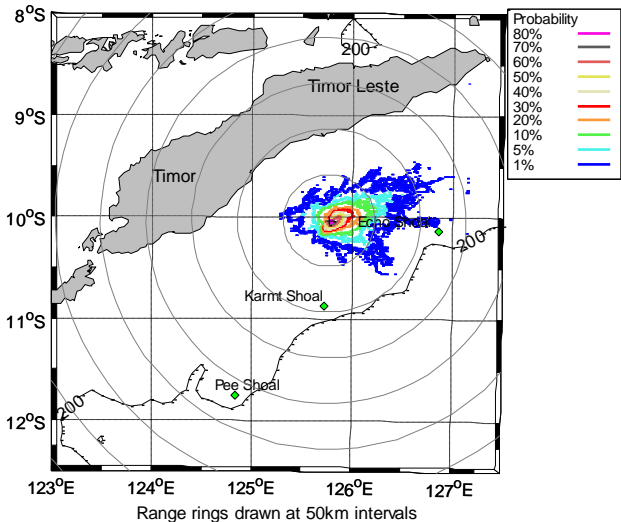 Probability
80%
70%
60%
50%
40%
30%
20%
10%
5%
1%
8°S
9°S
10°S
11°S
12°S
200
Timor Leste
Timor
Echo Shoal
200
Karmt Shoal
Pee Shoal
200
123°E
124°E
125°E
126°E
127°E
Range rings drawn at 50km intervals